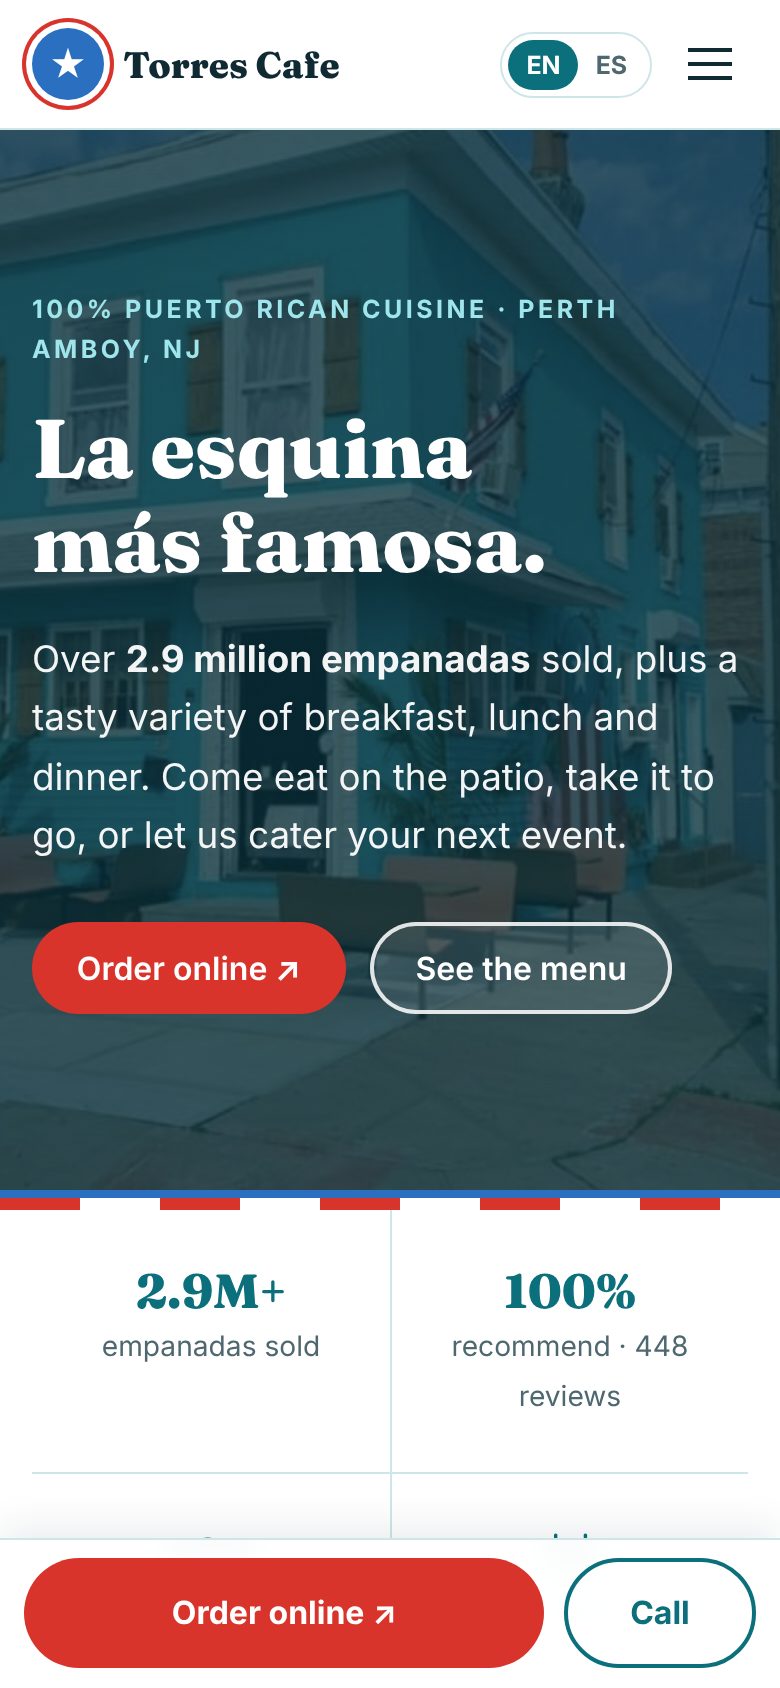 Torres Cafe
EN ES
100% PUERTO RICAN CUISINE · PERTH
AMBOY, NJ
La esquina
más famosa.
Over 2.9 million empanadas sold, plus a
tasty variety of breakfast, lunch and
dinner. Come eat on the patio, take it to
go, or let us cater your next event.
Order online ↗ See the menu
2.9M+
empanadas sold
100%
recommend · 448
reviews
Order online ↗ Call